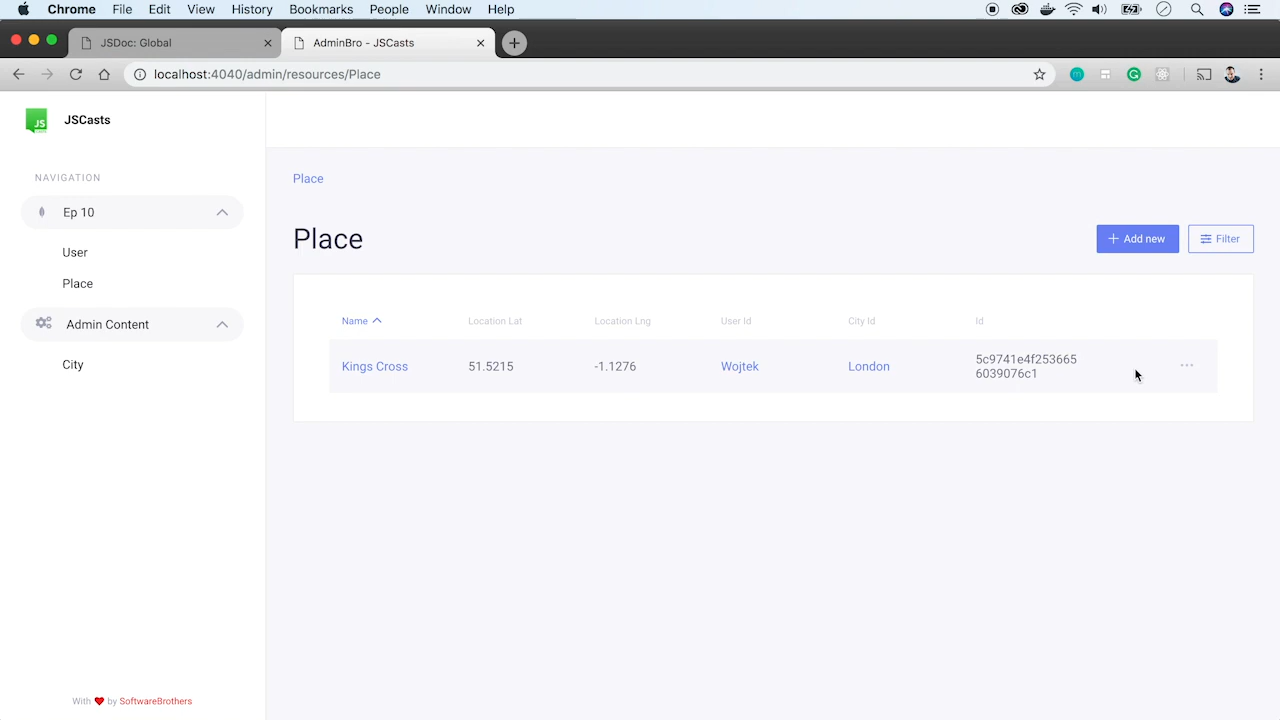 Chrome File Edit View History Bookmarks People Window Help
JSDoc: Global
AdminBro - JSCasts
localhost:4040/admin/resources/Place
JS
JSCasts
NAVIGATION
Ep 10
User
Place
Admin Content
City
Place
Place
Add new
Filter
Name Location Lat Location Lng User Id City Id Id
Kings Cross 51.5215 -1.1276 Wojtek London 5c9741e4f253665
6039076c1
With ❤ by SoftwareBrothers